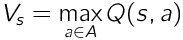 V_s = max_{a∈A} Q(s, a)